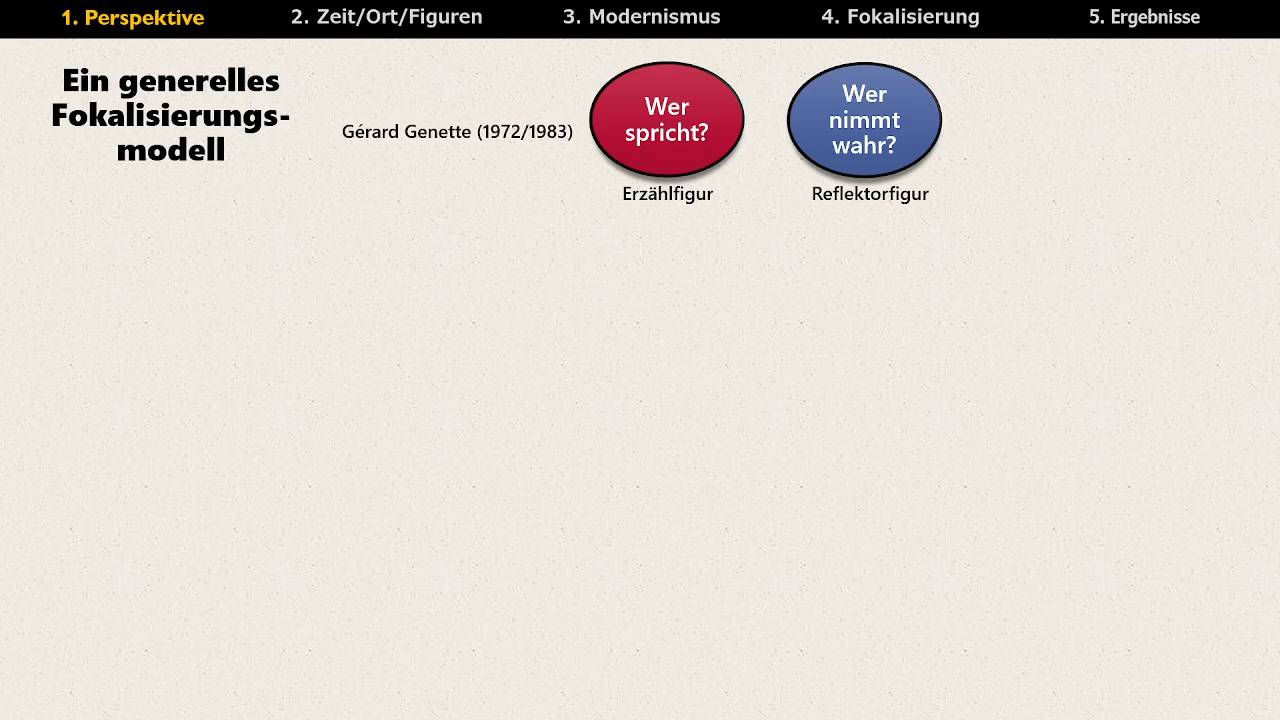 1. Perspektive
2. Zeit/Ort/Figuren
3. Modernismus
4. Fokalisierung
5. Ergebnisse
Ein generelles
Fokalisierungs-
modell
Gérard Genette (1972/1983)
Wer
spricht?
Erzählfigur
Wer
nimmt
wahr?
Reflektorfigur